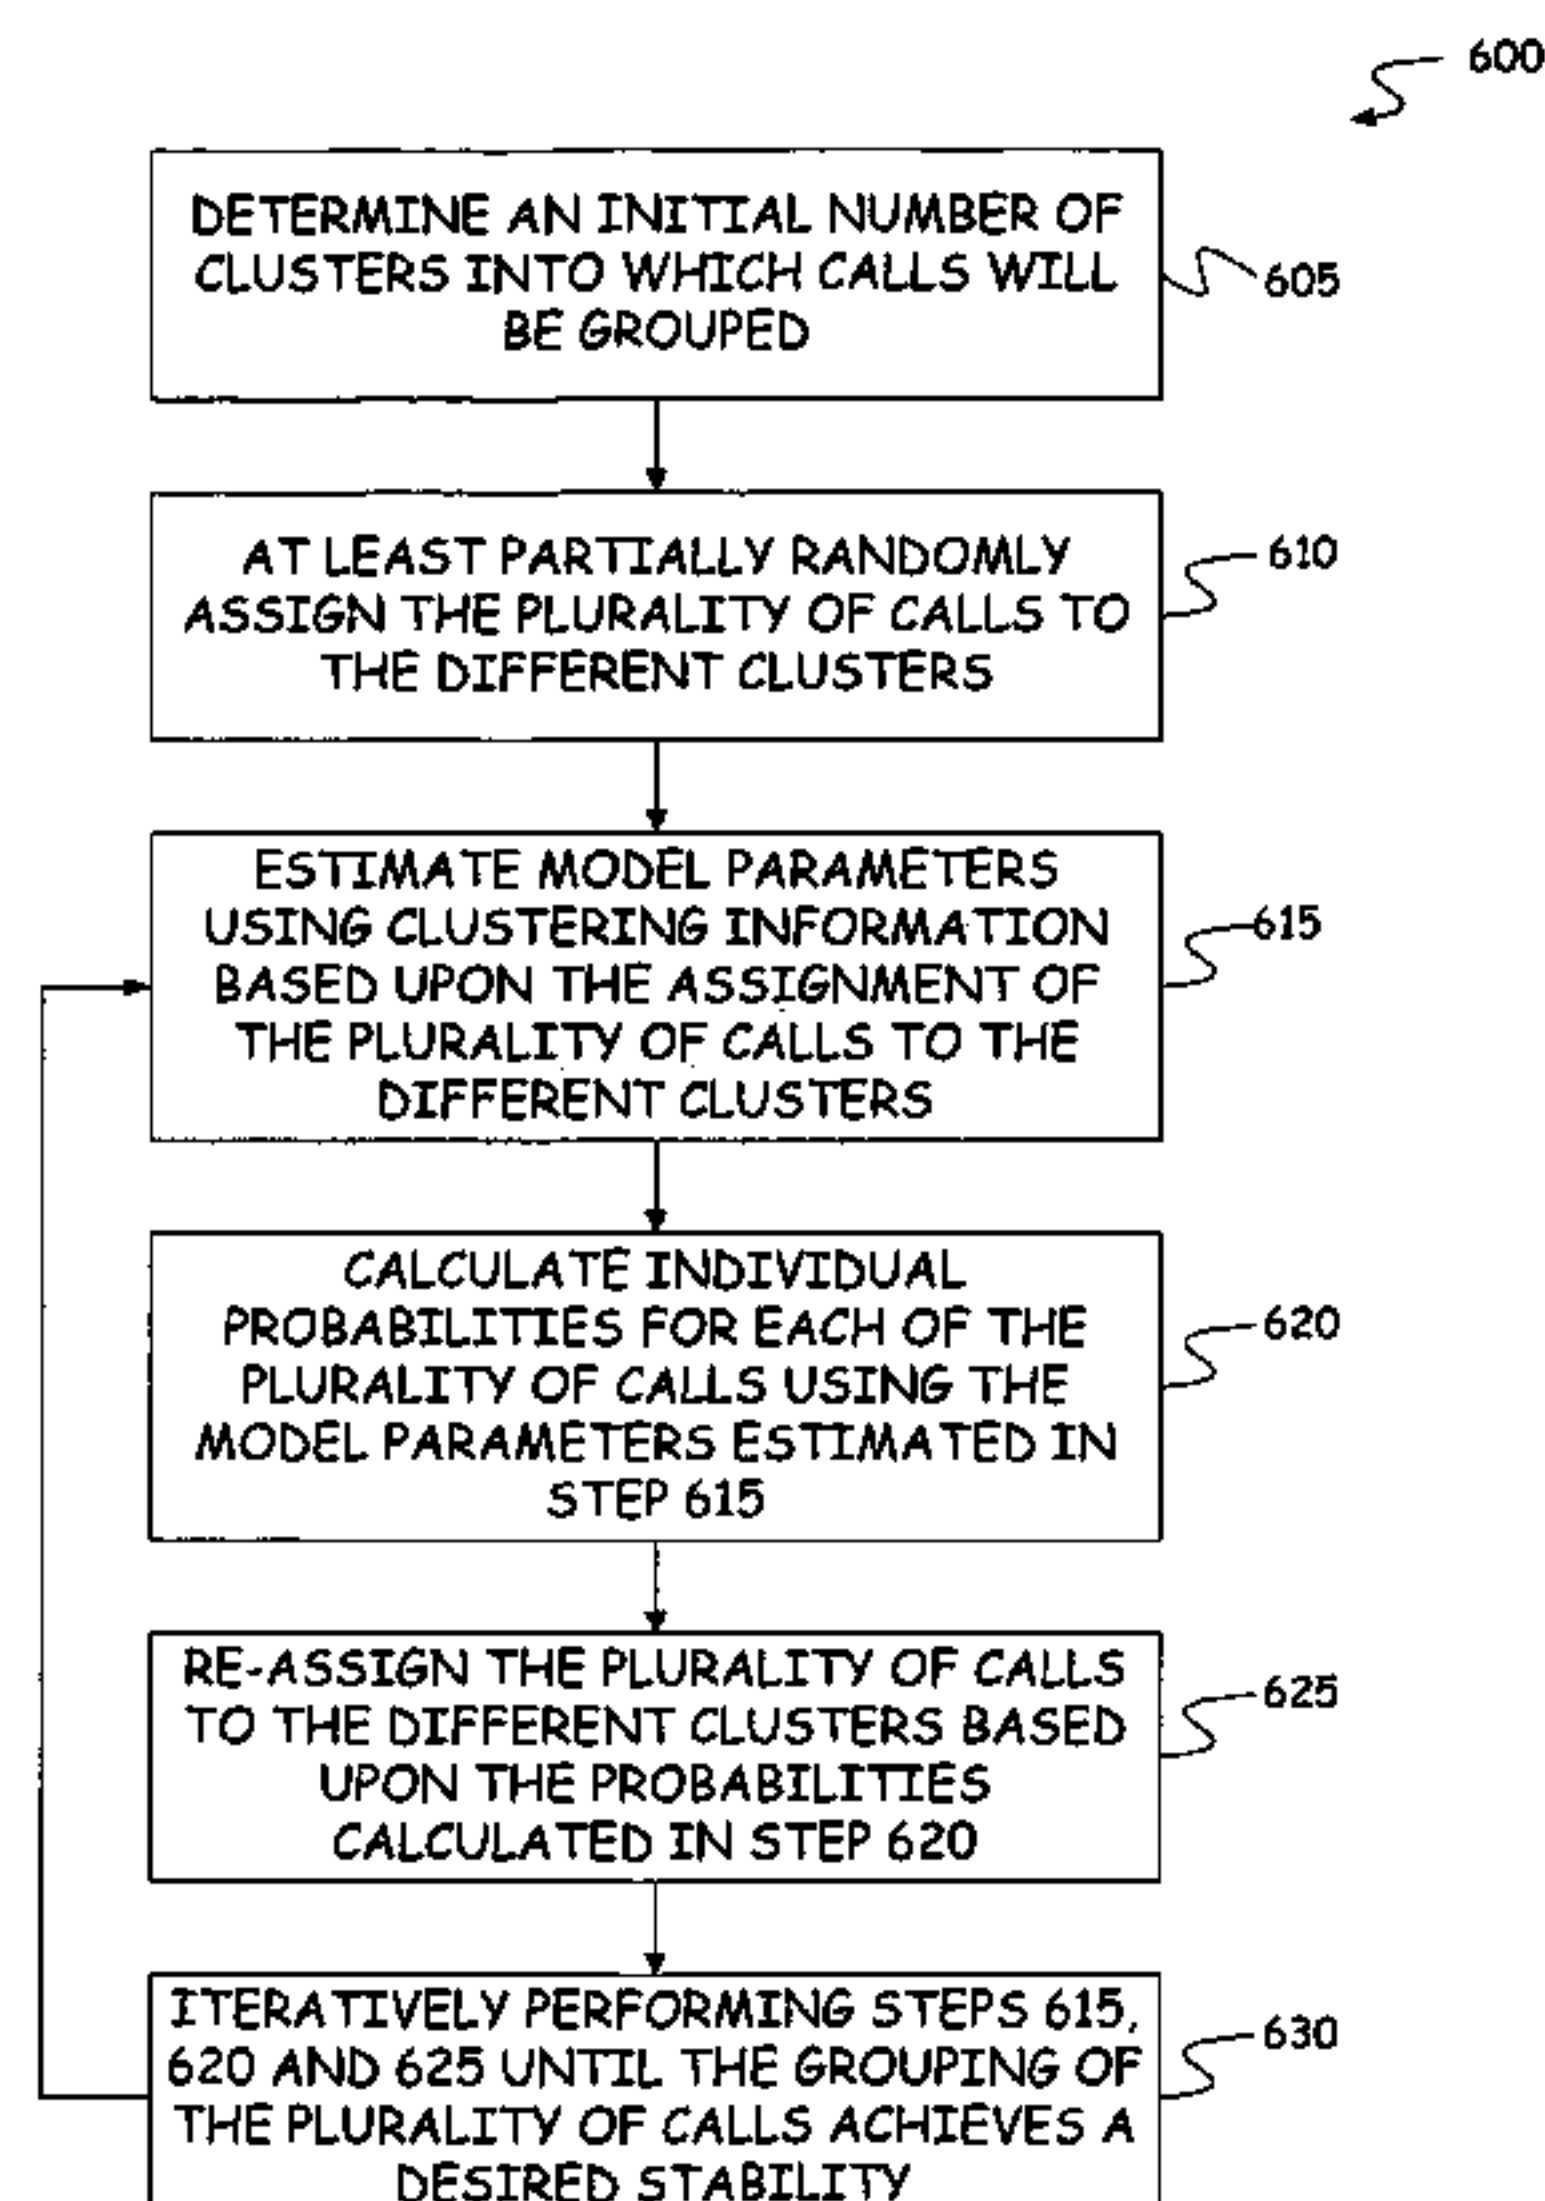 600
DETERMINE AN INITIAL NUMBER OF
CLUSTERS INTO WHICH CALLS WILL
BE GROUPED
605
AT LEAST PARTIALLY RANDOMLY
ASSIGN THE PLURALITY OF CALLS TO
THE DIFFERENT CLUSTERS
610
ESTIMATE MODEL PARAMETERS
USING CLUSTERING INFORMATION
BASED UPON THE ASSIGNMENT OF
THE PLURALITY OF CALLS TO THE
DIFFERENT CLUSTERS
615
CALCULATE INDIVIDUAL
PROBABILITIES FOR EACH OF THE
PLURALITY OF CALLS USING THE
MODEL PARAMETERS ESTIMATED IN
STEP 615
620
RE-ASSIGN THE PLURALITY OF CALLS
TO THE DIFFERENT CLUSTERS BASED
UPON THE PROBABILITIES
CALCULATED IN STEP 620
625
ITERATIVELY PERFORMING STEPS 615,
620 AND 625 UNTIL THE GROUPING OF
THE PLURALITY OF CALLS ACHIEVES A
DESIRED STABILITY
630